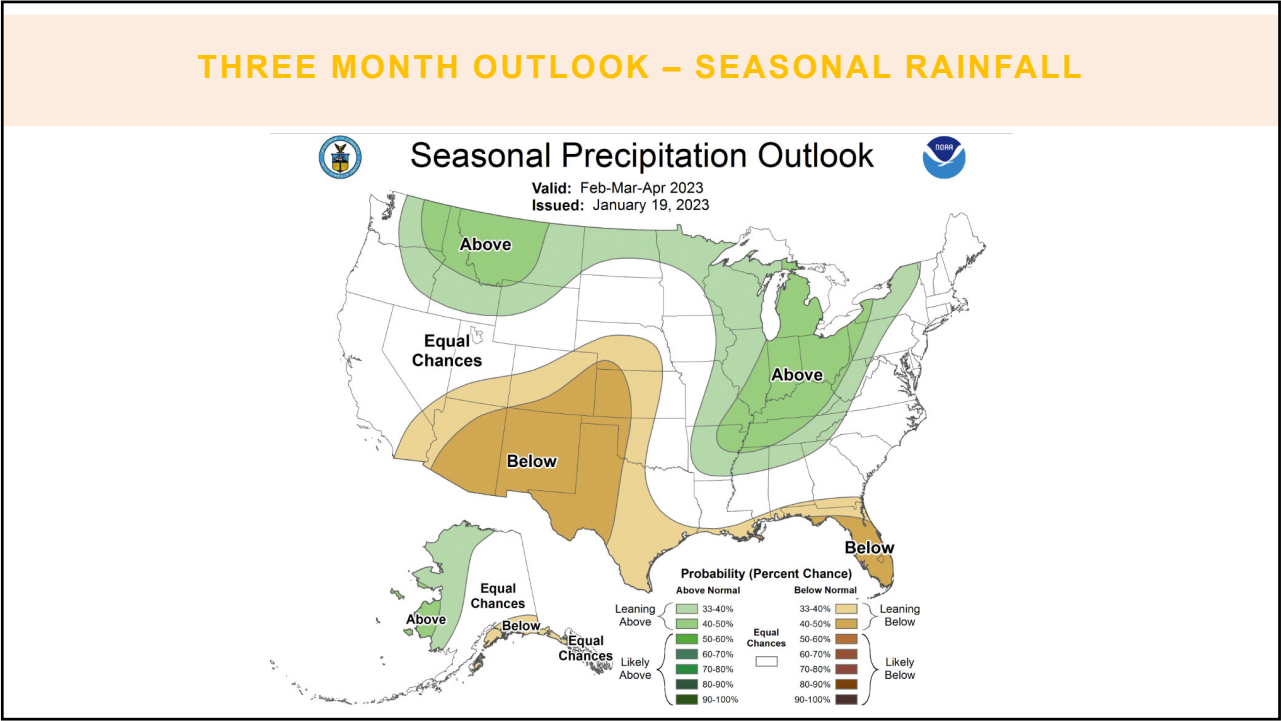 THREE MONTH OUTLOOK – SEASONAL RAINFALL
Seasonal Precipitation Outlook
NOAA
Valid: Feb-Mar-Apr 2023
Issued: January 19, 2023
Above
Equal
Chances
Above
Below
Below
Equal
Chances
Above
Below
Equal
Chances
Probability (Percent Chance)
Above Normal
Below Normal
Leaning
Above
33-40%
40-50%
Likely
Above
50-60%
60-70%
70-80%
80-90%
90-100%
Equal
Chances
33-40%
40-50%
Leaning
Below
50-60%
60-70%
70-80%
80-90%
90-100%
Likely
Below